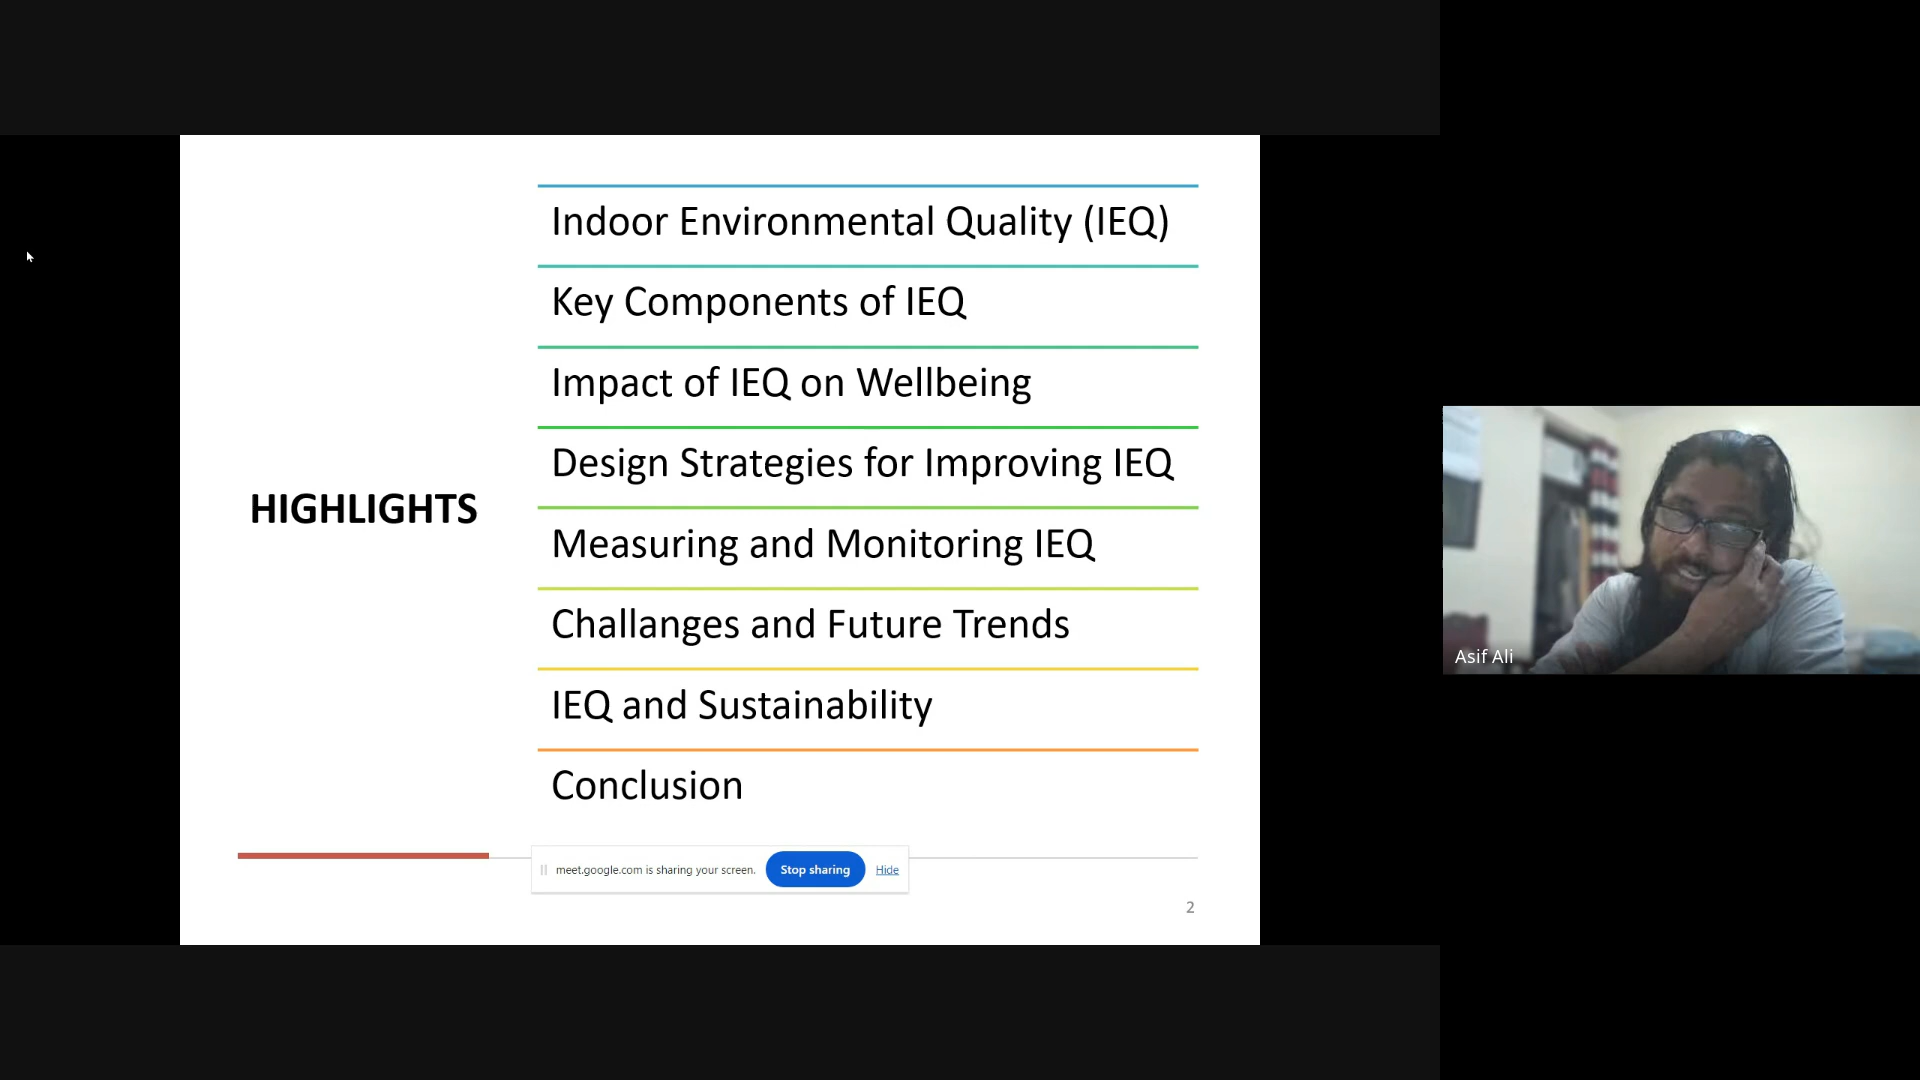 HIGHLIGHTS
Indoor Environmental Quality (IEQ)
Key Components of IEQ
Impact of IEQ on Wellbeing
Design Strategies for Improving IEQ
Measuring and Monitoring IEQ
Challanges and Future Trends
IEQ and Sustainability
Conclusion
meet.google.com is sharing your screen. Stop sharing Hide
2
Asif Ali